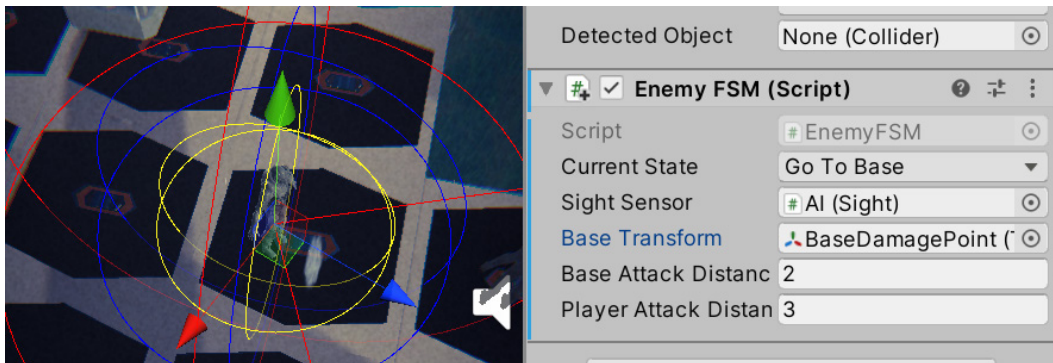 Detected Object None (Collider)
Enemy FSM (Script)
Script # EnemyFSM
Current State Go To Base
Sight Sensor # AI (Sight)
Base Transform BaseDamagePoint (T
Base Attack Distanc 2
Player Attack Distan 3